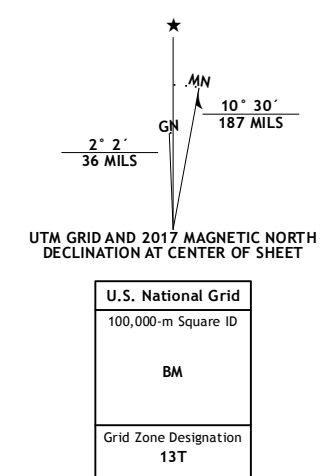 ★
MN
GN
10° 30´
187 MILS
2° 2´
36 MILS
UTM GRID AND 2017 MAGNETIC NORTH
DECLINATION AT CENTER OF SHEET
U.S. National Grid
100,000-m Square ID
BM
Grid Zone Designation
13T